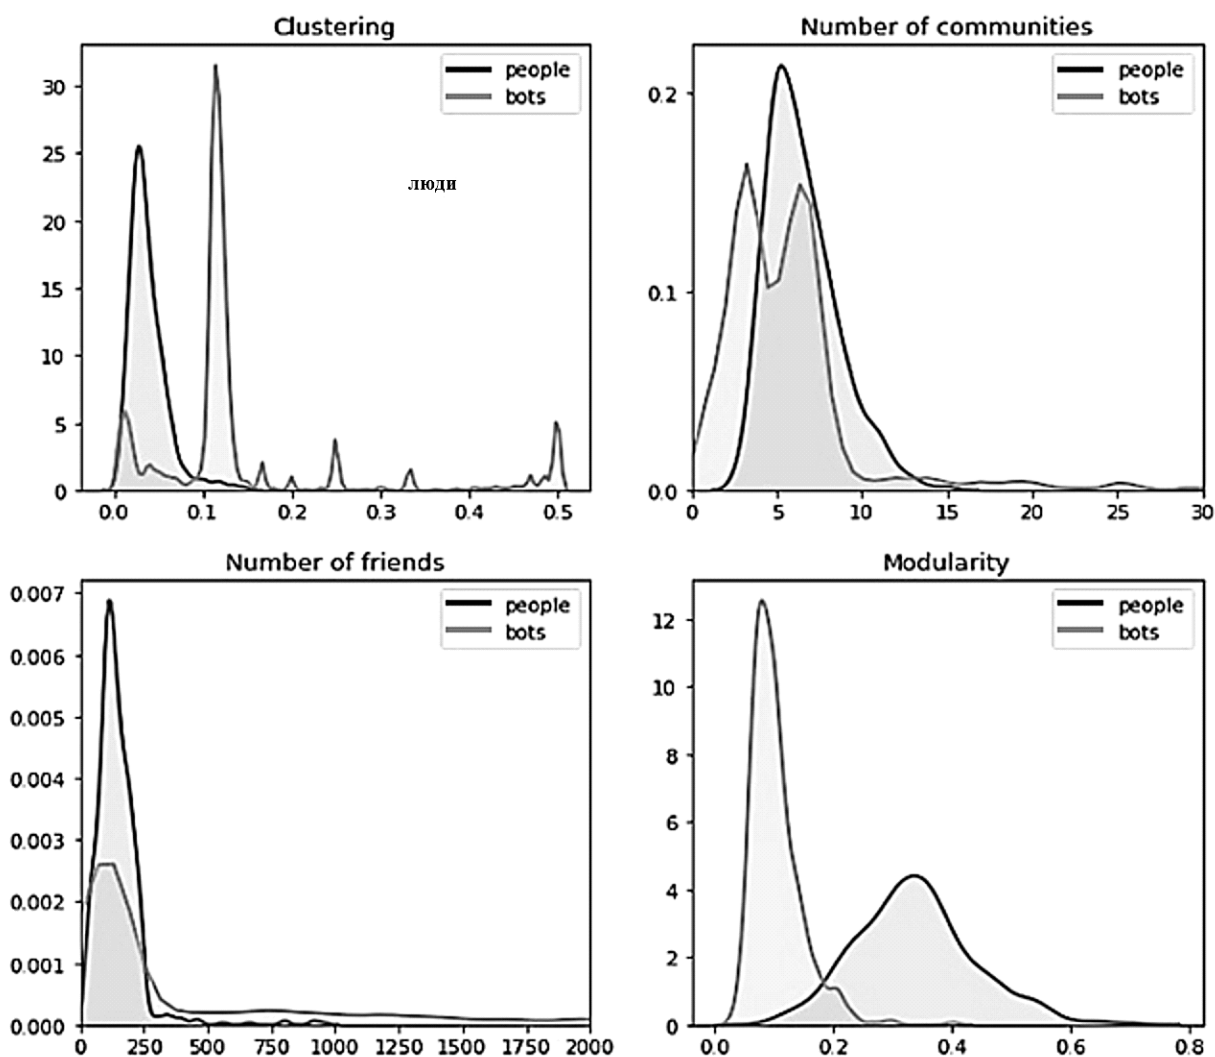 Clustering
30
25
20
15
10
5
0
0.0 0.1 0.2 0.3 0.4 0.5
people
bots
люди
Number of communities
0.2
0.1
0.0
0 5 10 15 20 25 30
people
bots
Number of friends
0.007
0.006
0.005
0.004
0.003
0.002
0.001
0.000
0 250 500 750 1000 1250 1500 1750 2000
people
bots
Modularity
12
10
8
6
4
2
0
0.0 0.2 0.4 0.6 0.8
people
bots